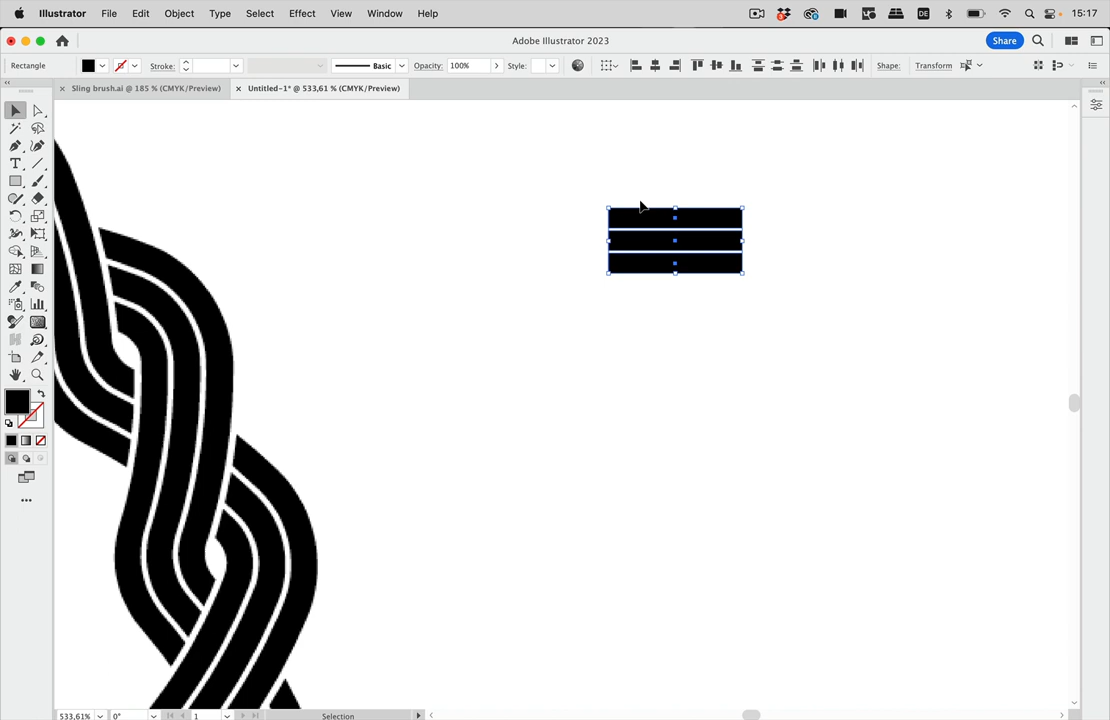 Illustrator File Edit Object Type Select Effect View Window Help DE 15:17
Adobe Illustrator 2023 Share
Rectangle Stroke: Basic Opacity: 100% Style: Shape: Transform
Sling brush.ai @ 185 % (CMYK/Preview) Untitled-1* @ 533,61 % (CMYK/Preview)
533,61% 0° 1 Selection